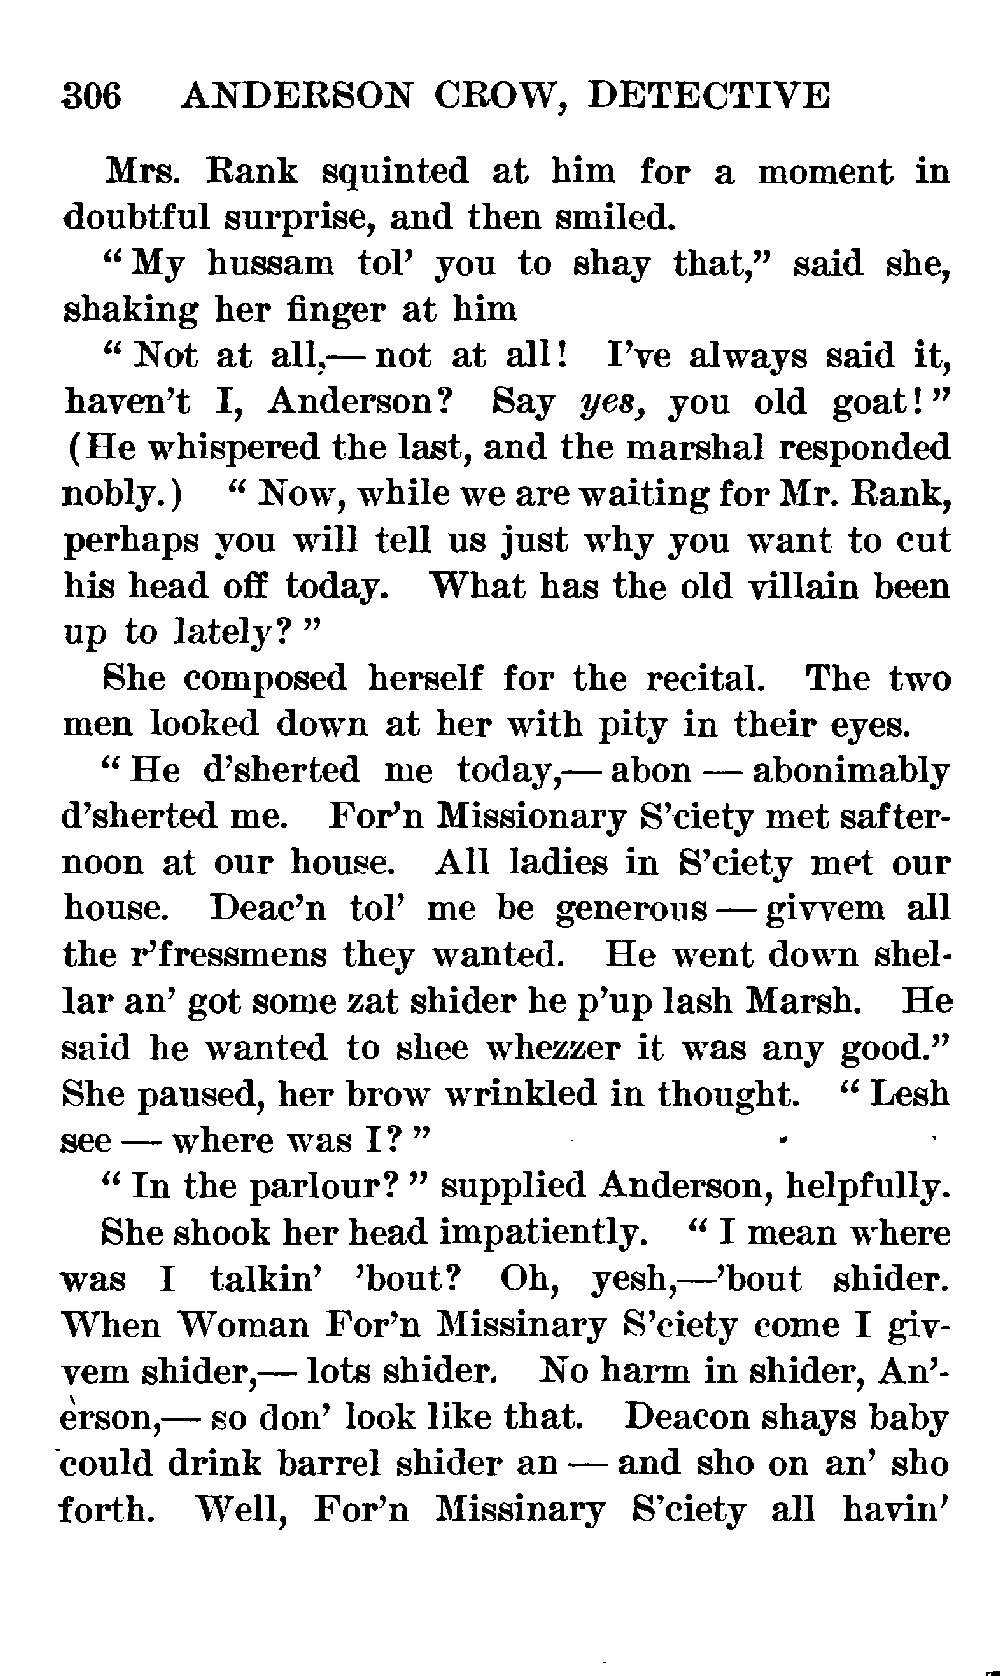 306 ANDERSON CROW, DETECTIVE
Mrs. Rank squinted at him for a moment in
doubtful surprise, and then smiled.
“ My hussam tol’ you to shay that,” said she,
shaking her finger at him
“ Not at all,— not at all! I’ve always said it,
haven’t I, Anderson? Say yes, you old goat! ”
(He whispered the last, and the marshal responded
nobly.) “ Now, while we are waiting for Mr. Rank,
perhaps you will tell us just why you want to cut
his head off today. What has the old villain been
up to lately? ”
She composed herself for the recital. The two
men looked down at her with pity in their eyes.
“ He d’sherted me today,— abon — abonimably
d’sherted me. For’n Missionary S’ciety met safter-
noon at our house. All ladies in S’ciety met our
house. Deac’n tol’ me be generous — givvem all
the r’fressmens they wanted. He went down shel-
lar an’ got some zat shider he p’up lash Marsh. He
said he wanted to shee whezzer it was any good.”
She paused, her brow wrinkled in thought. “ Lesh
see — where was I? ”
“ In the parlour? ” supplied Anderson, helpfully.
She shook her head impatiently. “ I mean where
was I talkin’ ’bout? Oh, yesh,—’bout shider.
When Woman For’n Missinary S’ciety come I giv-
vem shider,— lots shider. No harm in shider, An’-
erson,— so don’ look like that. Deacon shays baby
could drink barrel shider an — and sho on an’ sho
forth. Well, For’n Missinary S’ciety all havin’